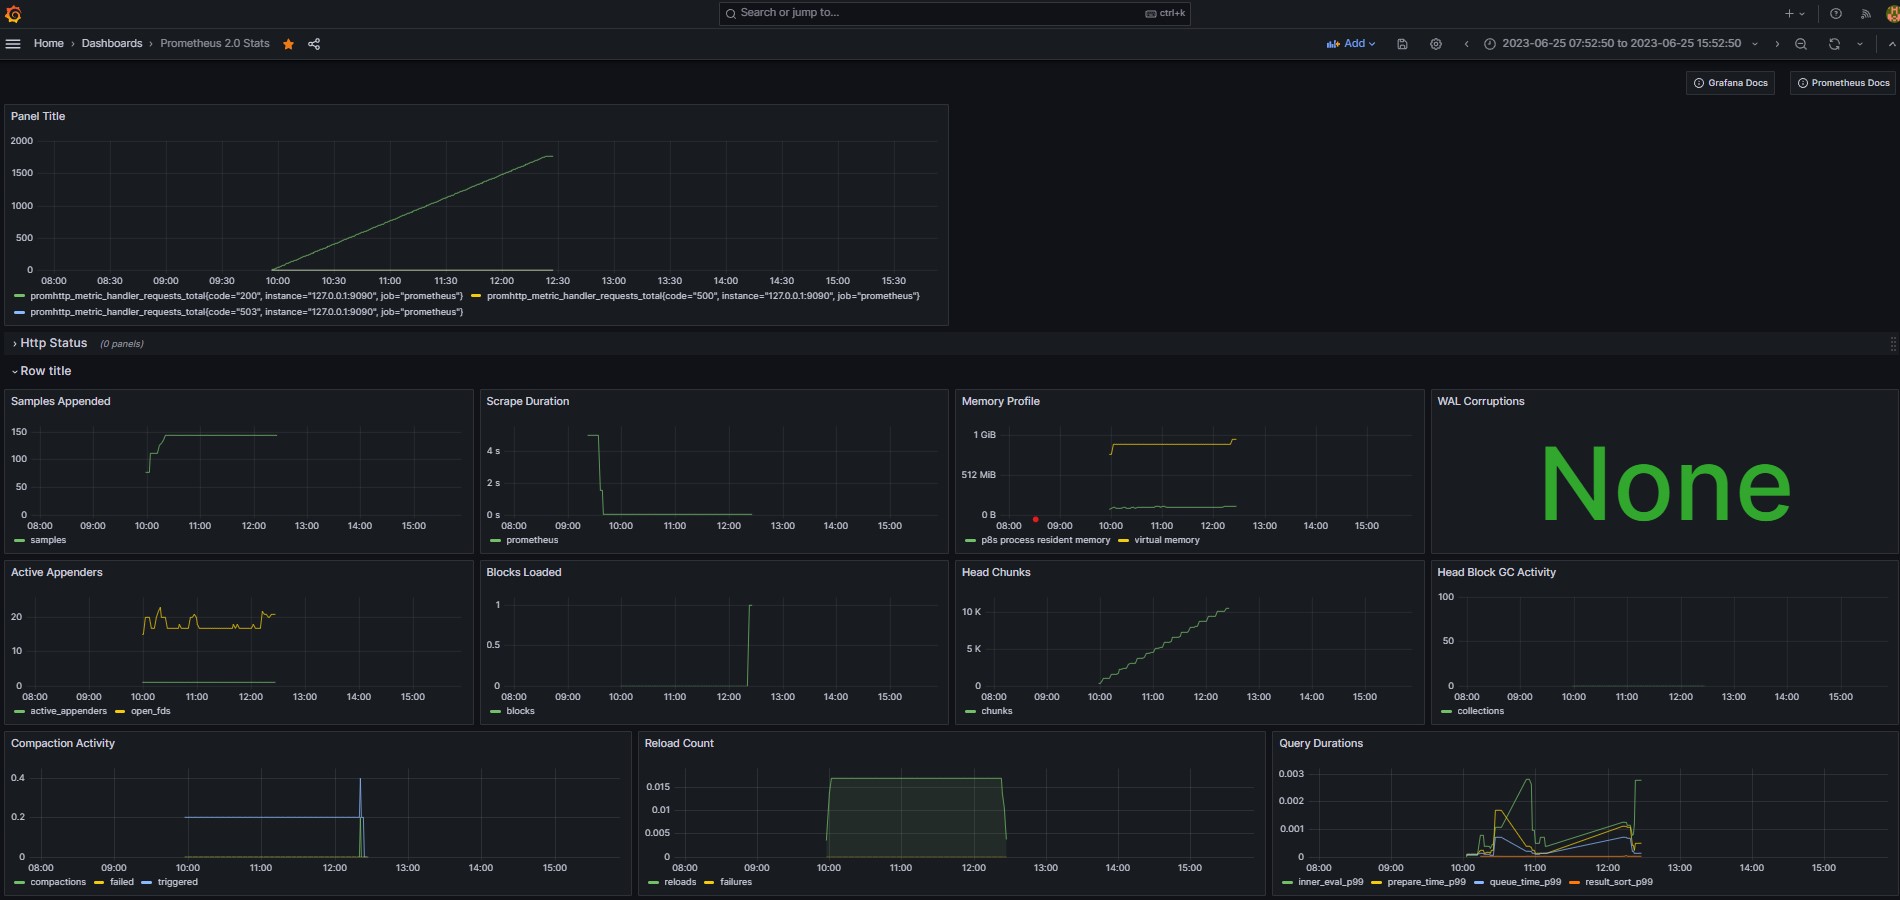 Search or jump to...
ctrl+k
Home › Dashboards › Prometheus 2.0 Stats
Add
2023-06-25 07:52:50 to 2023-06-25 15:52:50
Grafana Docs
Prometheus Docs
Panel Title
2000
1500
1000
500
0
08:00 08:30 09:00 09:30 10:00 10:30 11:00 11:30 12:00 12:30 13:00 13:30 14:00 14:30 15:00 15:30
promhttp_metric_handler_requests_total{code="200", instance="127.0.0.1:9090", job="prometheus"} promhttp_metric_handler_requests_total{code="500", instance="127.0.0.1:9090", job="prometheus"}
promhttp_metric_handler_requests_total{code="503", instance="127.0.0.1:9090", job="prometheus"}
Http Status (0 panels)
Row title
Samples Appended
150
100
50
0
08:00 09:00 10:00 11:00 12:00 13:00 14:00 15:00
samples
Scrape Duration
4 s
2 s
0 s
08:00 09:00 10:00 11:00 12:00 13:00 14:00 15:00
prometheus
Memory Profile
1 GiB
512 MiB
0 B
08:00 09:00 10:00 11:00 12:00 13:00 14:00 15:00
p8s process resident memory virtual memory
WAL Corruptions
None
Active Appenders
20
10
0
08:00 09:00 10:00 11:00 12:00 13:00 14:00 15:00
active_appenders open_fds
Blocks Loaded
1
0.5
0
08:00 09:00 10:00 11:00 12:00 13:00 14:00 15:00
blocks
Head Chunks
10 K
5 K
0
08:00 09:00 10:00 11:00 12:00 13:00 14:00 15:00
chunks
Head Block GC Activity
100
50
0
08:00 09:00 10:00 11:00 12:00 13:00 14:00 15:00
collections
Compaction Activity
0.4
0.2
0
08:00 09:00 10:00 11:00 12:00 13:00 14:00 15:00
compactions failed triggered
Reload Count
0.015
0.01
0.005
0
08:00 09:00 10:00 11:00 12:00 13:00 14:00 15:00
reloads failures
Query Durations
0.003
0.002
0.001
0
08:00 09:00 10:00 11:00 12:00 13:00 14:00 15:00
inner_eval_p99 prepare_time_p99 queue_time_p99 result_sort_p99